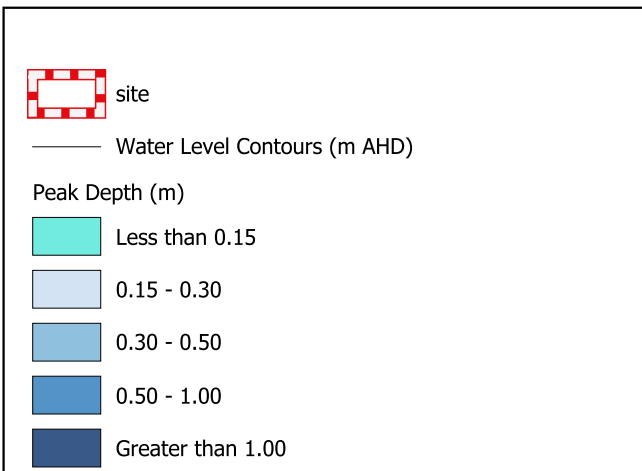 site
Water Level Contours (m AHD)
Peak Depth (m)
Less than 0.15
0.15 - 0.30
0.30 - 0.50
0.50 - 1.00
Greater than 1.00